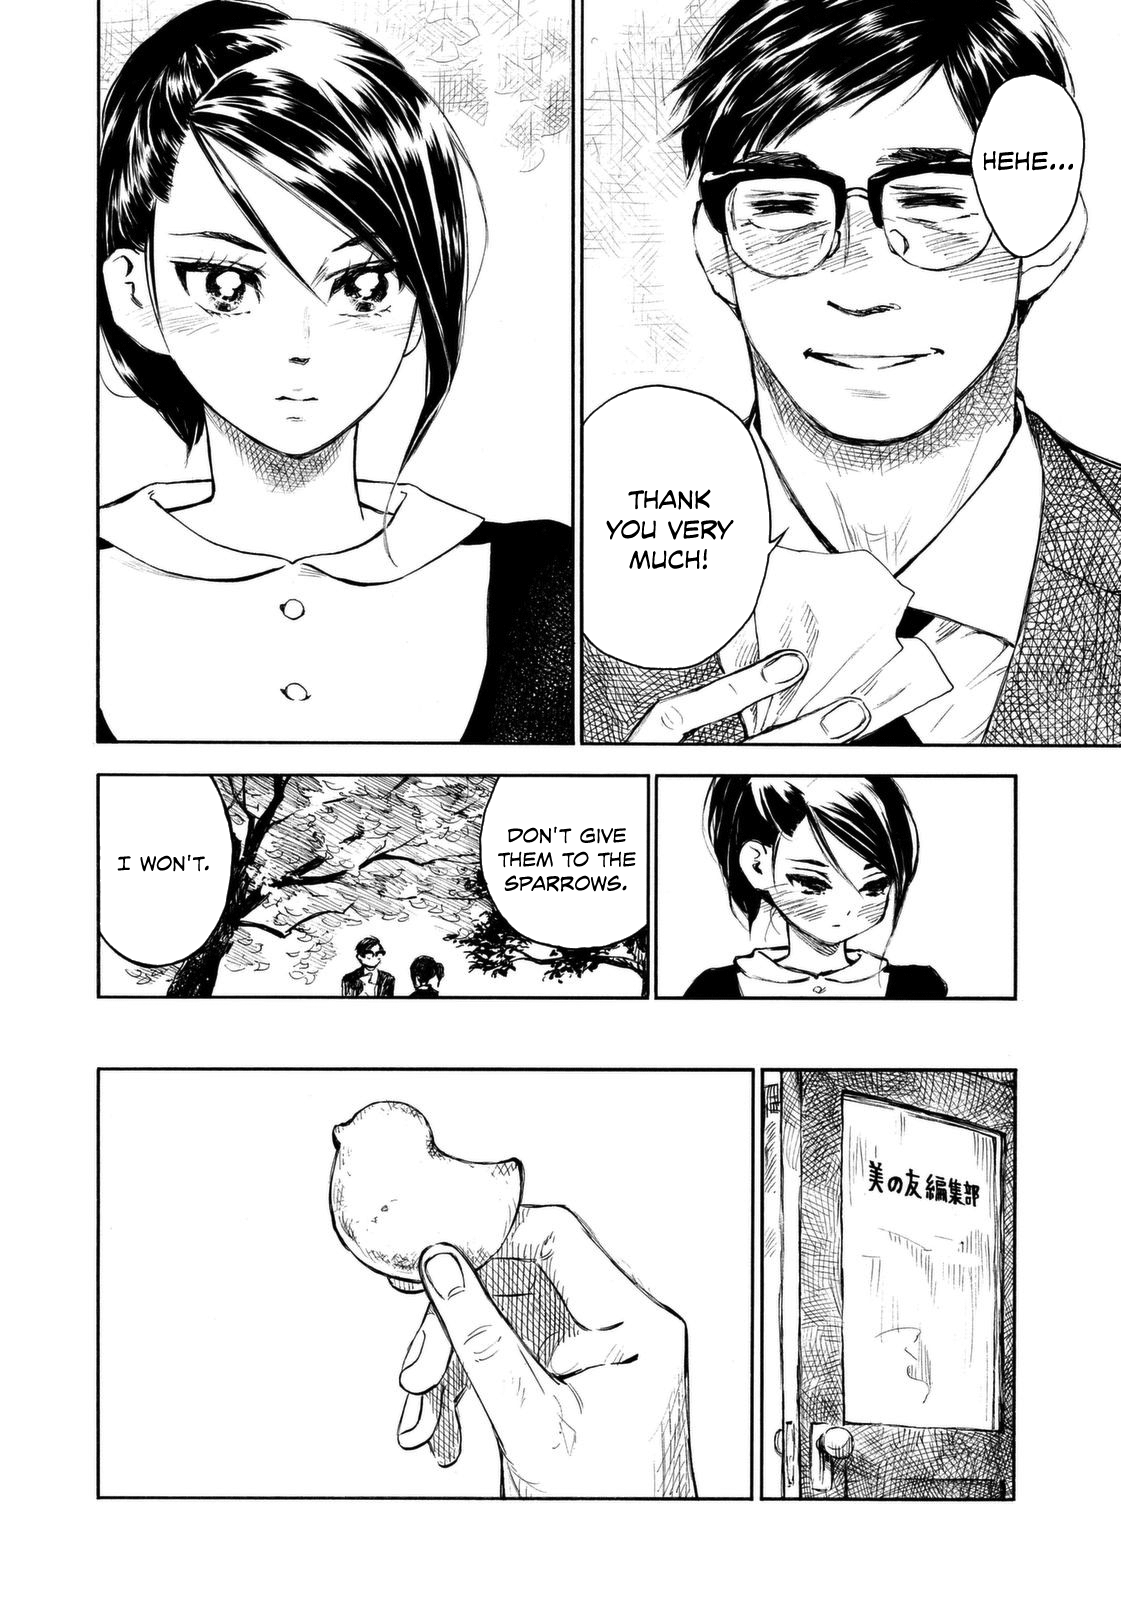 HEHE...
THANK
YOU VERY
MUCH!
DON'T GIVE
THEM TO THE
SPARROWS.
I WON'T.
美の友編集部